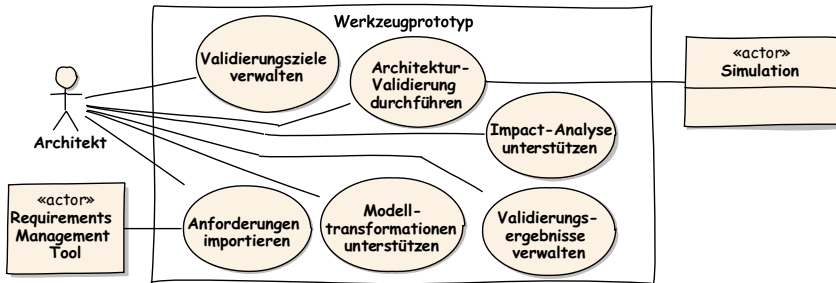 Werkzeugprototyp
Validierungsziele
verwalten
Architektur-
Validierung
durchführen
«actor»
Simulation
Architekt
Impact-Analyse
unterstützen
«actor»
Requirements
Management
Tool
Anforderungen
importieren
Modell-
transformationen
unterstützen
Validierungs-
ergebnisse
verwalten